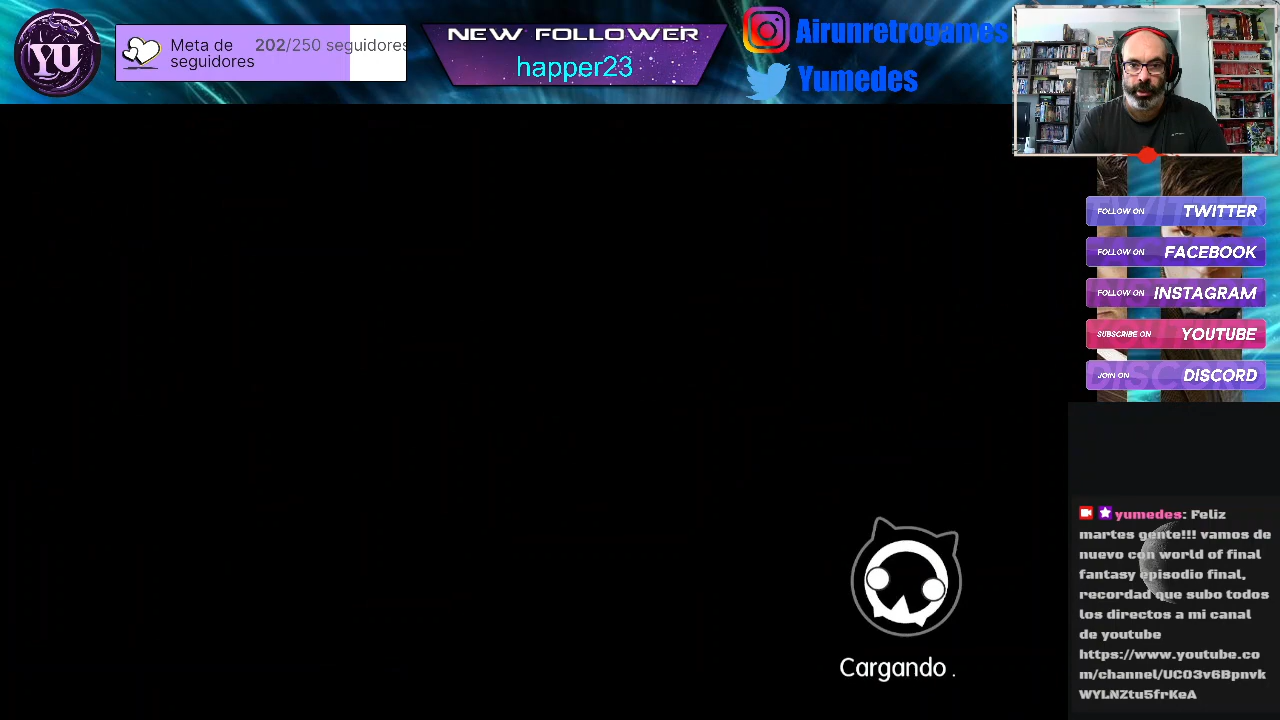 YU
Meta de
seguidores
202/250 seguidores
NEW FOLLOWER
happer23
Airunretrogames
Yumedes
FOLLOW ON TWITTER
FOLLOW ON FACEBOOK
FOLLOW ON INSTAGRAM
SUBSCRIBE ON YOUTUBE
JOIN ON DISCORD
yumedes: Feliz
martes gente!!! vamos de
nuevo con world of final
fantasy episodio final,
recordad que subo todos
los directos a mi canal
de youtube
https://www.youtube.co
m/channel/UC03v6Bpnvk
WYLNZtu5frKeA
Cargando .